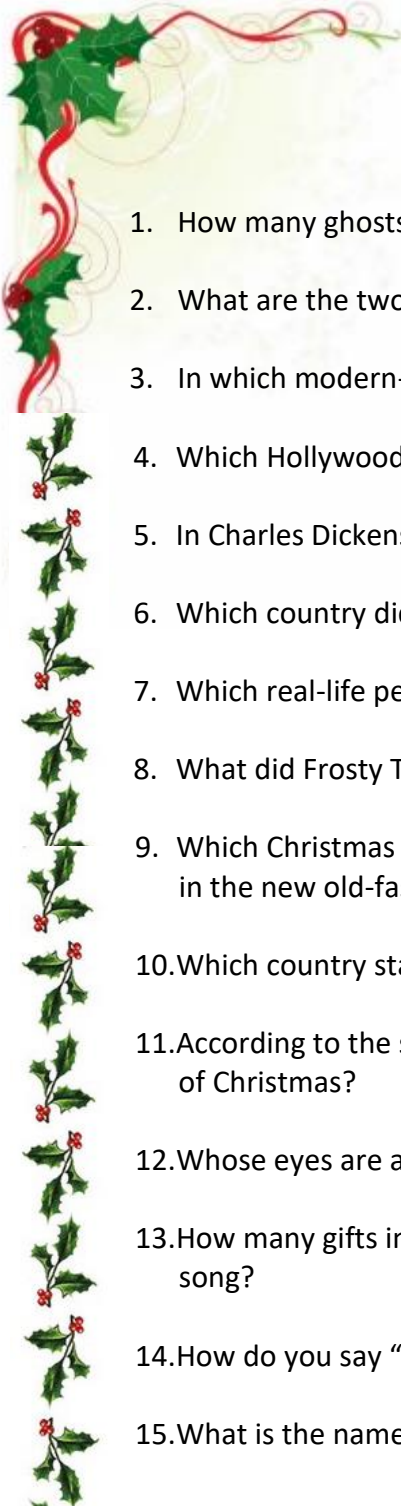 1. How many ghosts
2. What are the two
3. In which modern-
4. Which Hollywood
5. In Charles Dickens
6. Which country did
7. Which real-life pe
8. What did Frosty T
9. Which Christmas
in the new old-fas
10.Which country sta
11.According to the s
of Christmas?
12.Whose eyes are a
13.How many gifts in
song?
14.How do you say “
15.What is the name